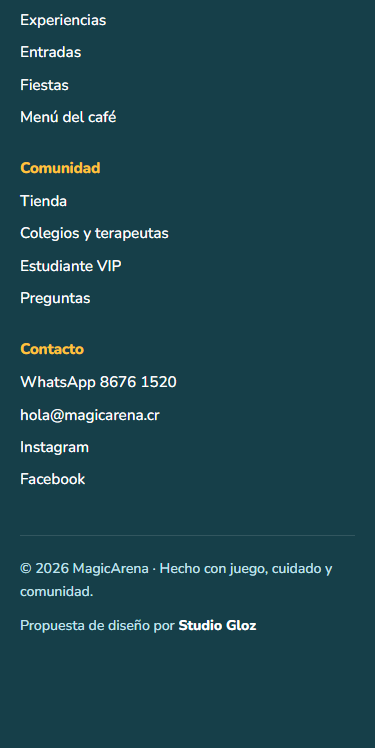 Experiencias
Entradas
Fiestas
Menú del café
Comunidad
Tienda
Colegios y terapeutas
Estudiante VIP
Preguntas
Contacto
WhatsApp 8676 1520
hola@magicarena.cr
Instagram
Facebook
© 2026 MagicArena · Hecho con juego, cuidado y
comunidad.
Propuesta de diseño por Studio Gloz